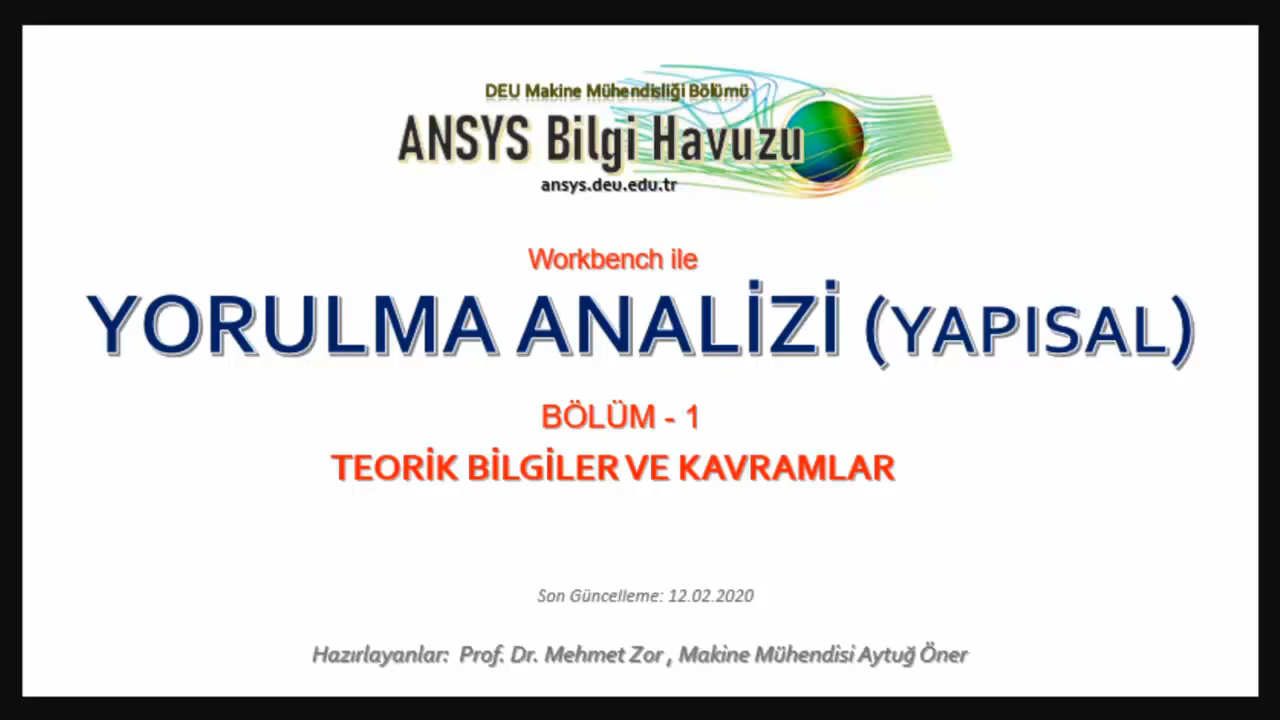 DEU Makine Mühendisliği Bölümü
ANSYS Bilgi Havuzu
ansys.deu.edu.tr
Workbench ile
YORULMA ANALİZİ (YAPISAL)
BÖLÜM - 1
TEORİK BİLGİLER VE KAVRAMLAR
Son Güncelleme: 12.02.2020
Hazırlayanlar: Prof. Dr. Mehmet Zor , Makine Mühendisi Aytuğ Öner